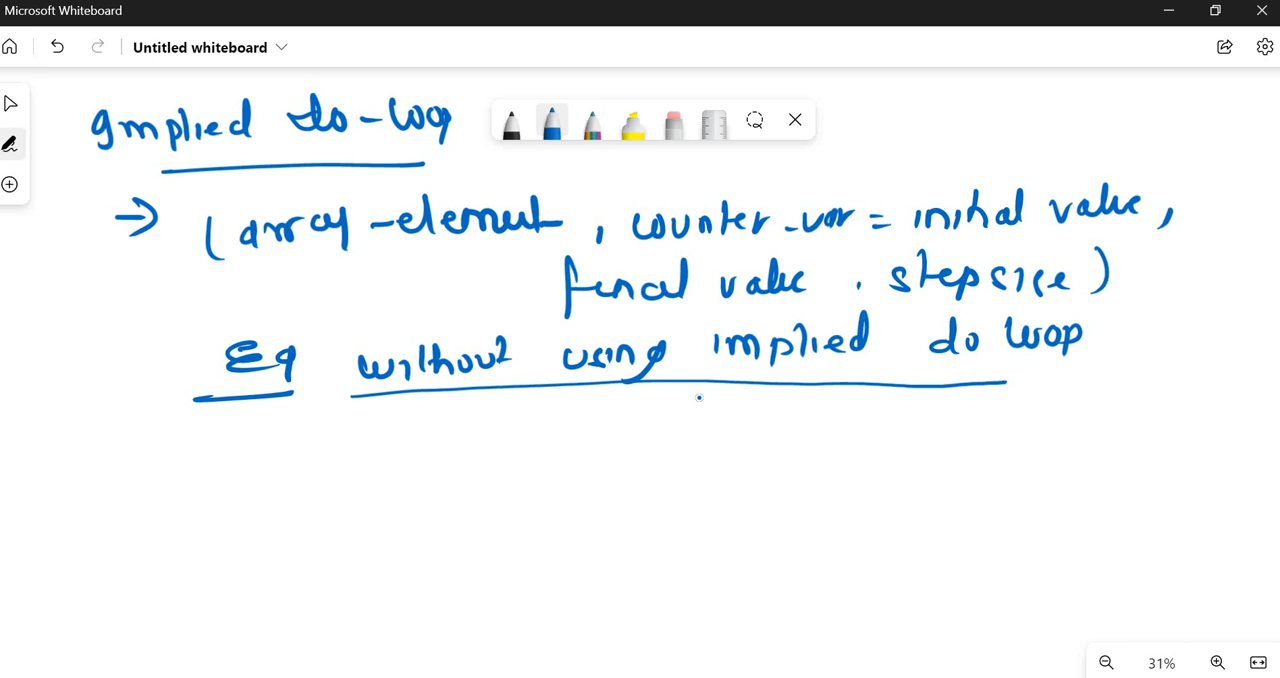 Microsoft Whiteboard
Untitled whiteboard
Implied do-loop
→ (array-element, counter-var = initial value,
final value, stepsize)
Eg without using implied do loop
31%